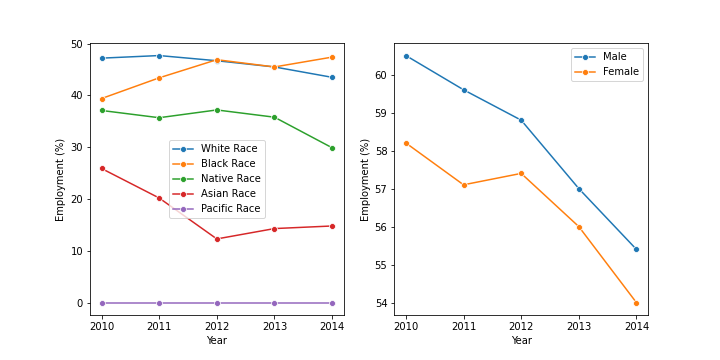 50
40
30
20
10
0
Employment (%)
White Race
Black Race
Native Race
Asian Race
Pacific Race
2010 2011 2012 2013 2014
Year
60
59
58
57
56
55
54
Employment (%)
Male
Female
2010 2011 2012 2013 2014
Year